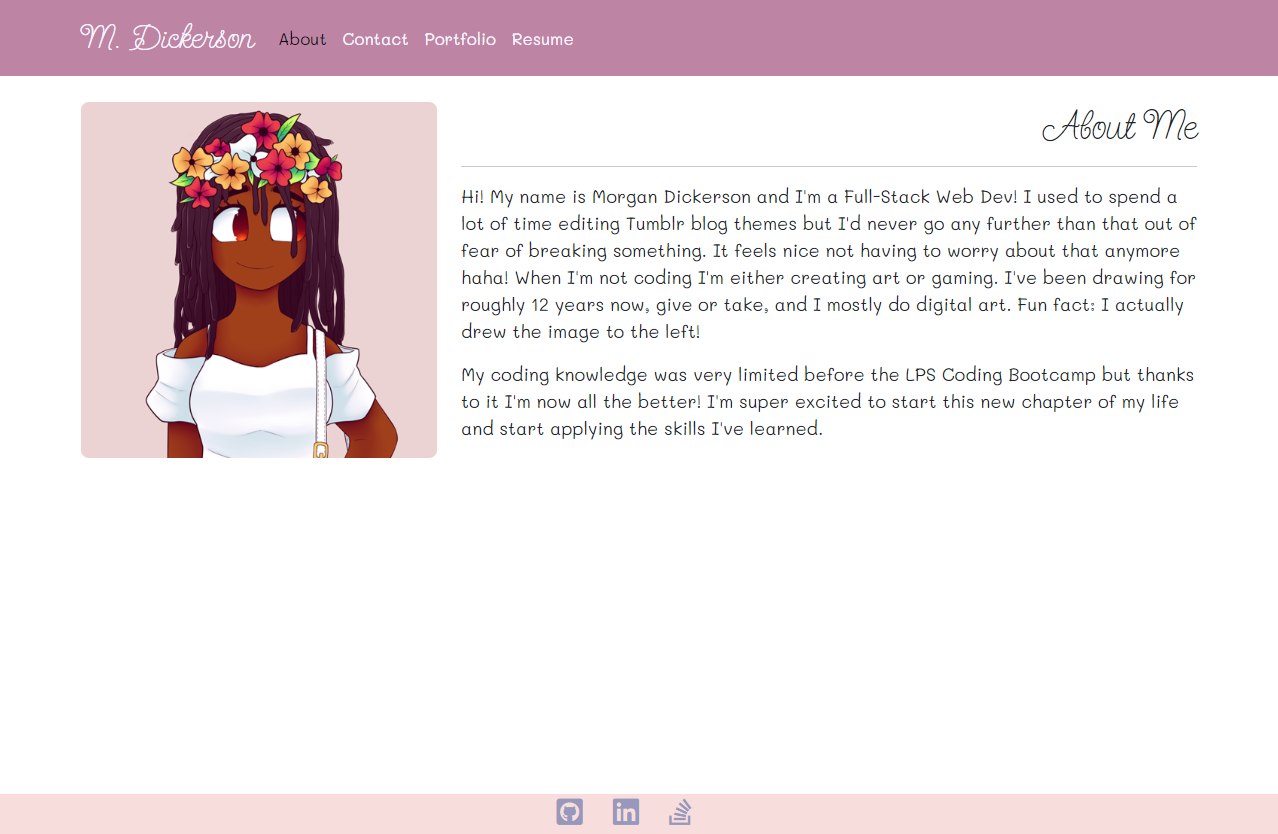 M. Dickerson About Contact Portfolio Resume
About Me
Hi! My name is Morgan Dickerson and I'm a Full-Stack Web Dev! I used to spend a
lot of time editing Tumblr blog themes but I'd never go any further than that out of
fear of breaking something. It feels nice not having to worry about that anymore
haha! When I'm not coding I'm either creating art or gaming. I've been drawing for
roughly 12 years now, give or take, and I mostly do digital art. Fun fact: I actually
drew the image to the left!
My coding knowledge was very limited before the LPS Coding Bootcamp but thanks
to it I'm now all the better! I'm super excited to start this new chapter of my life
and start applying the skills I've learned.
in